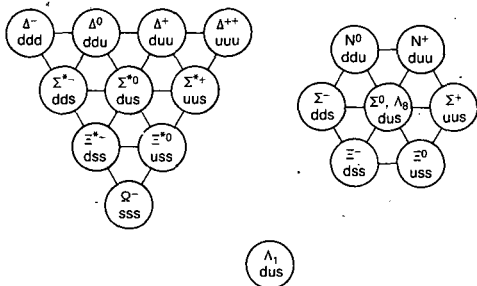 Δ⁻ Δ⁰ Δ⁺ Δ⁺⁺
ddd ddu duu uuu
Σ*⁻ Σ*⁰ Σ*⁺
dds dus uus
Ξ*⁻ Ξ*⁰
dss uss
Ω⁻
sss
N⁰ N⁺
ddu duu
Σ⁻ Σ⁰, Λ₈ Σ⁺
dds dus uus
Ξ⁻ Ξ⁰
dss uss
Λ₁
dus